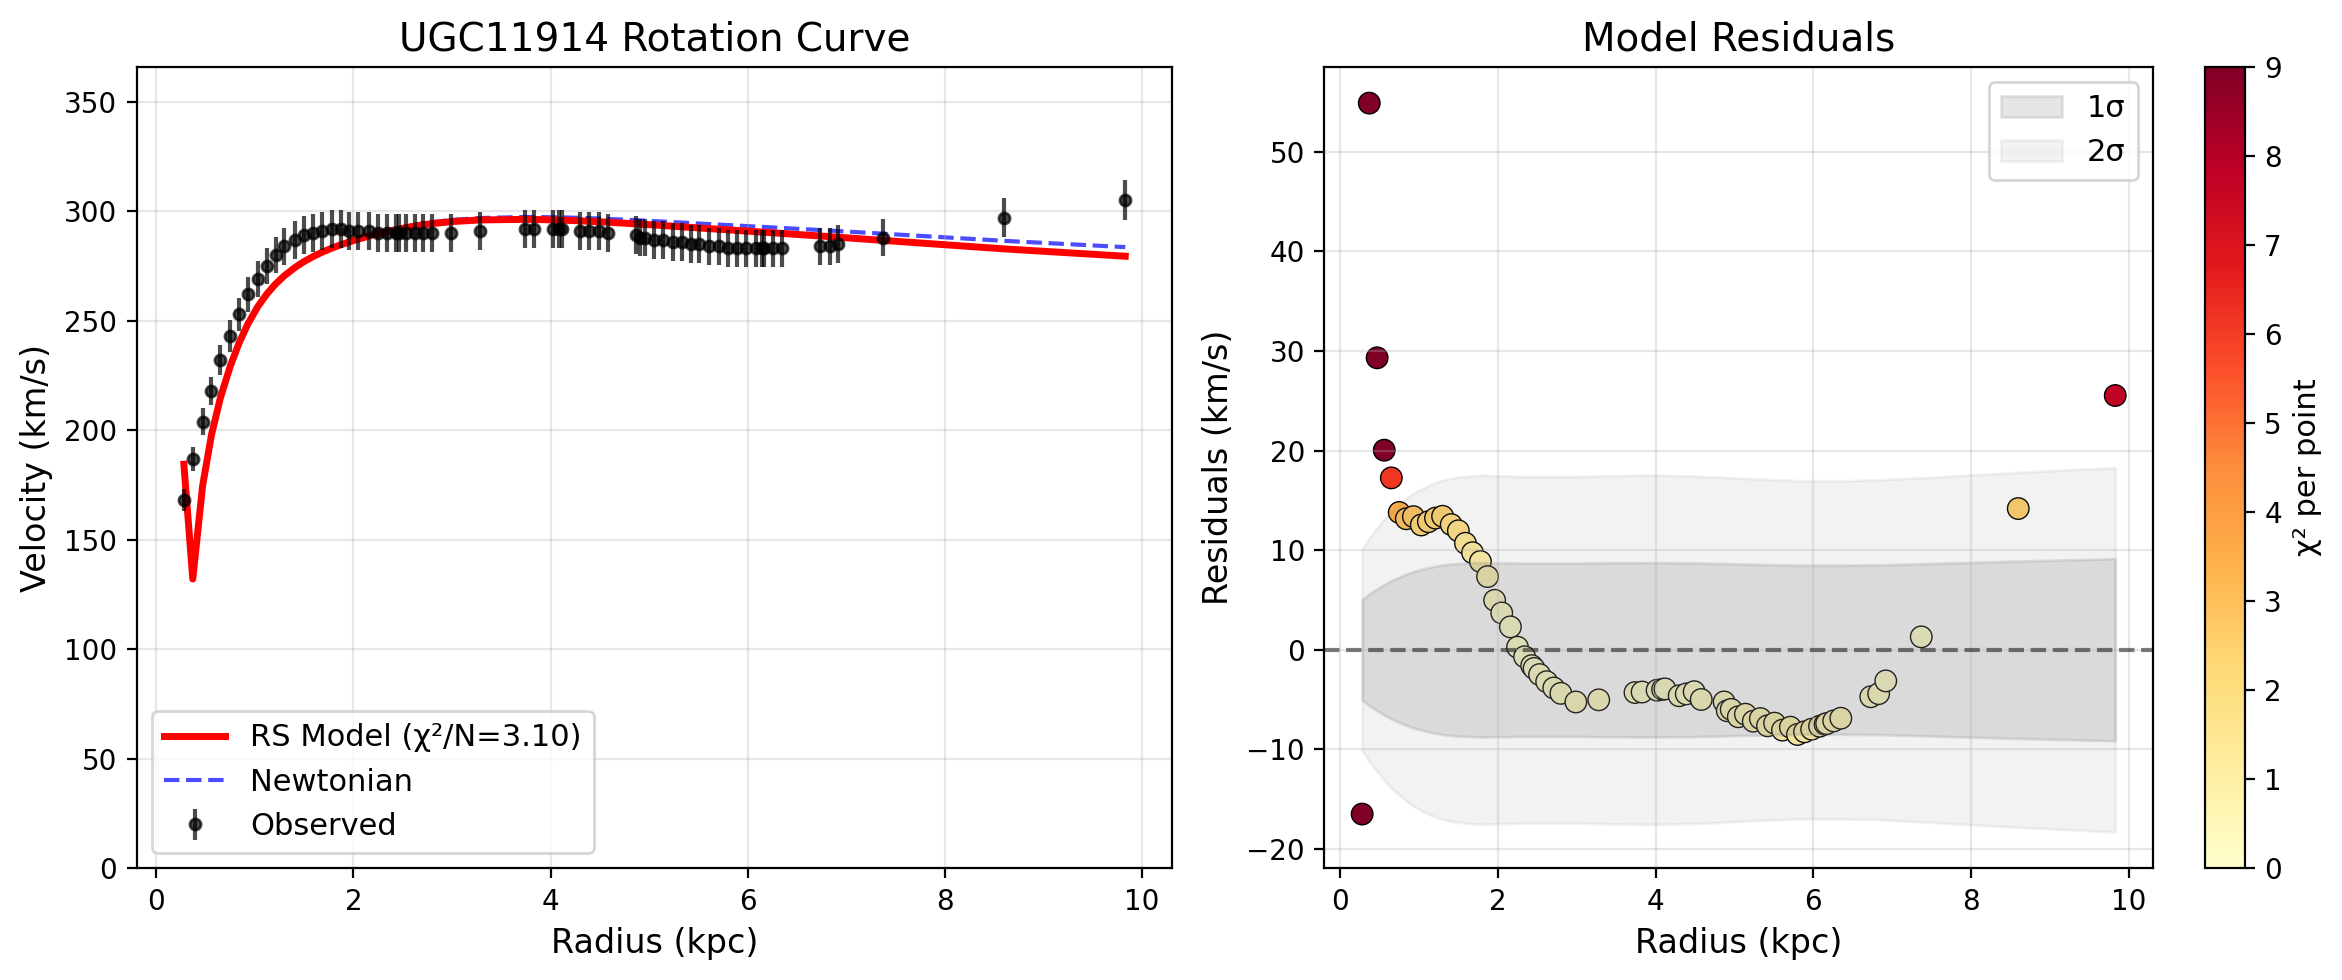 UGC11914 Rotation Curve
Velocity (km/s)
350
300
250
200
150
100
50
0
RS Model (χ²/N=3.10)
Newtonian
Observed
0 2 4 6 8 10
Radius (kpc)
Model Residuals
Residuals (km/s)
50
40
30
20
10
0
−10
−20
1σ
2σ
0 2 4 6 8 10
Radius (kpc)
9
8
7
6
5
4
3
2
1
0
χ² per point